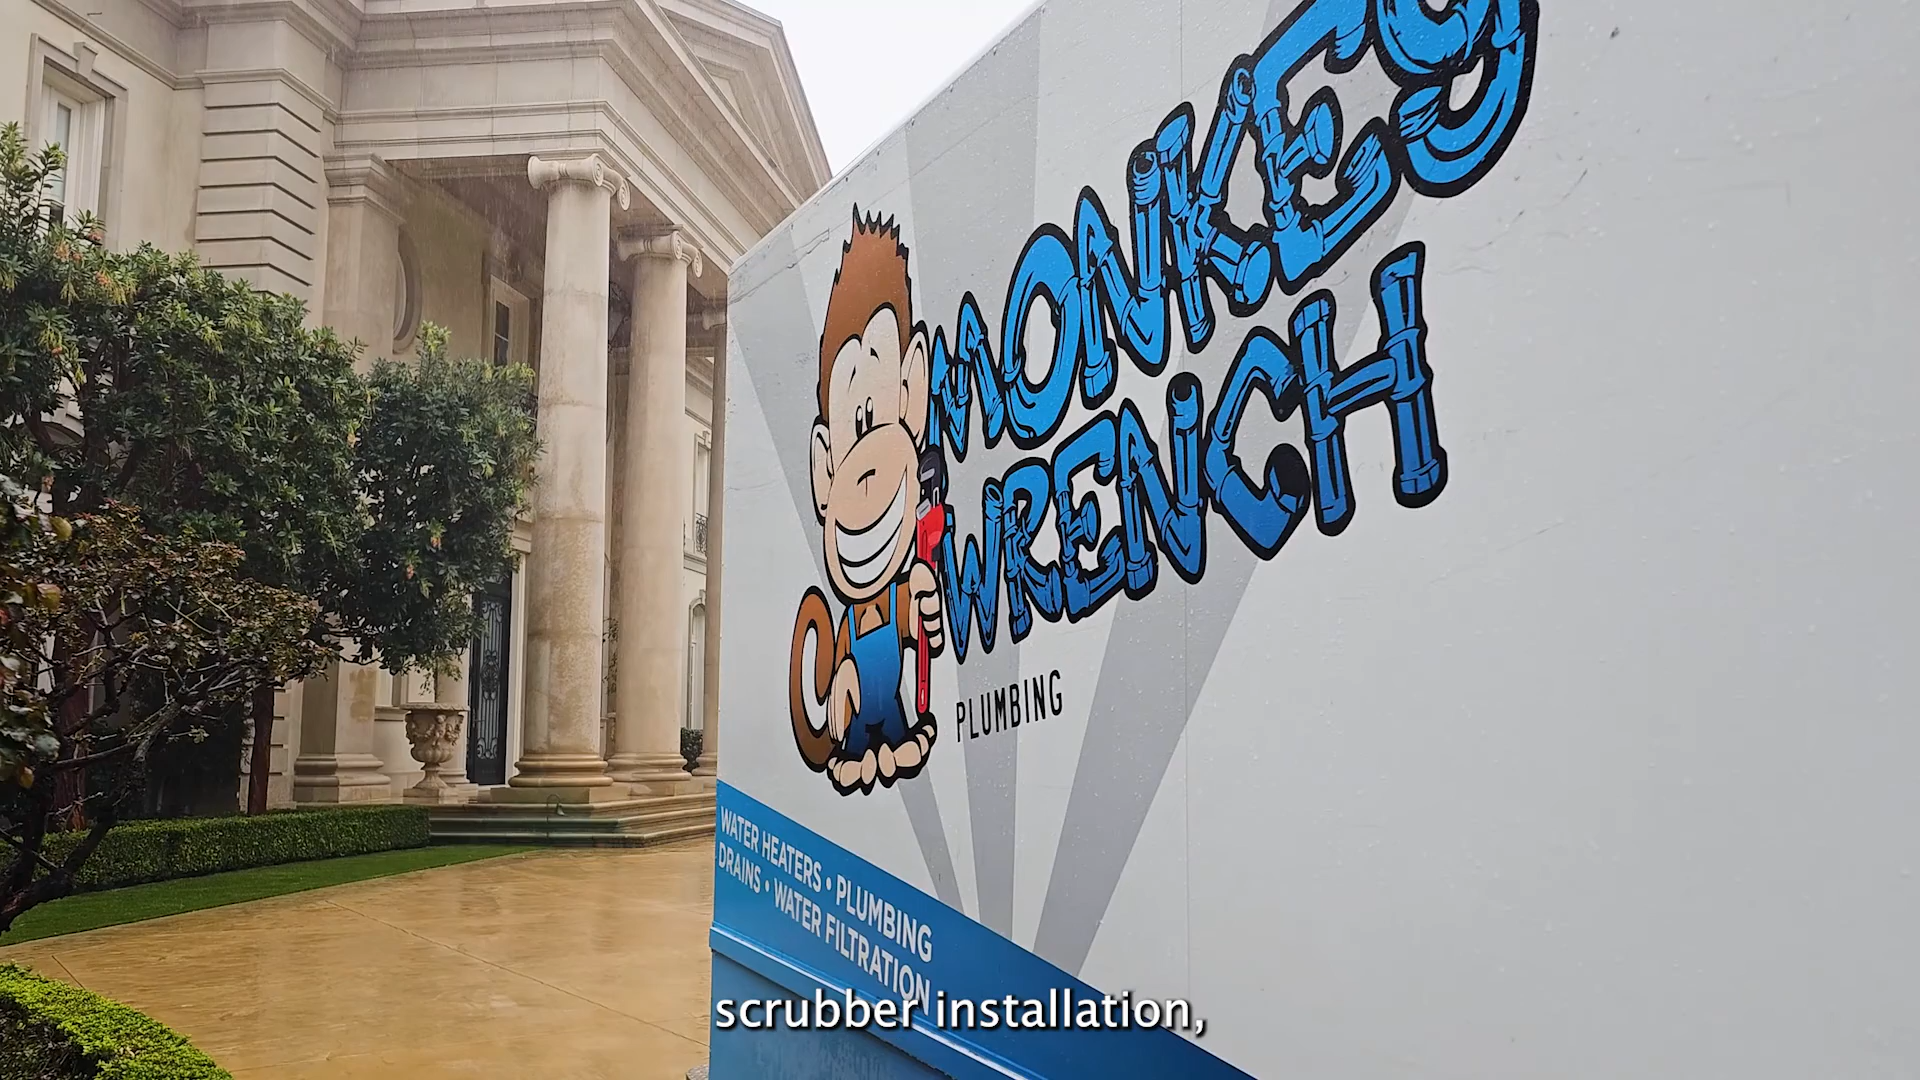 MONKEY
WRENCH
PLUMBING
WATER HEATERS • PLUMBING
DRAINS • WATER FILTRATION
scrubber installation,